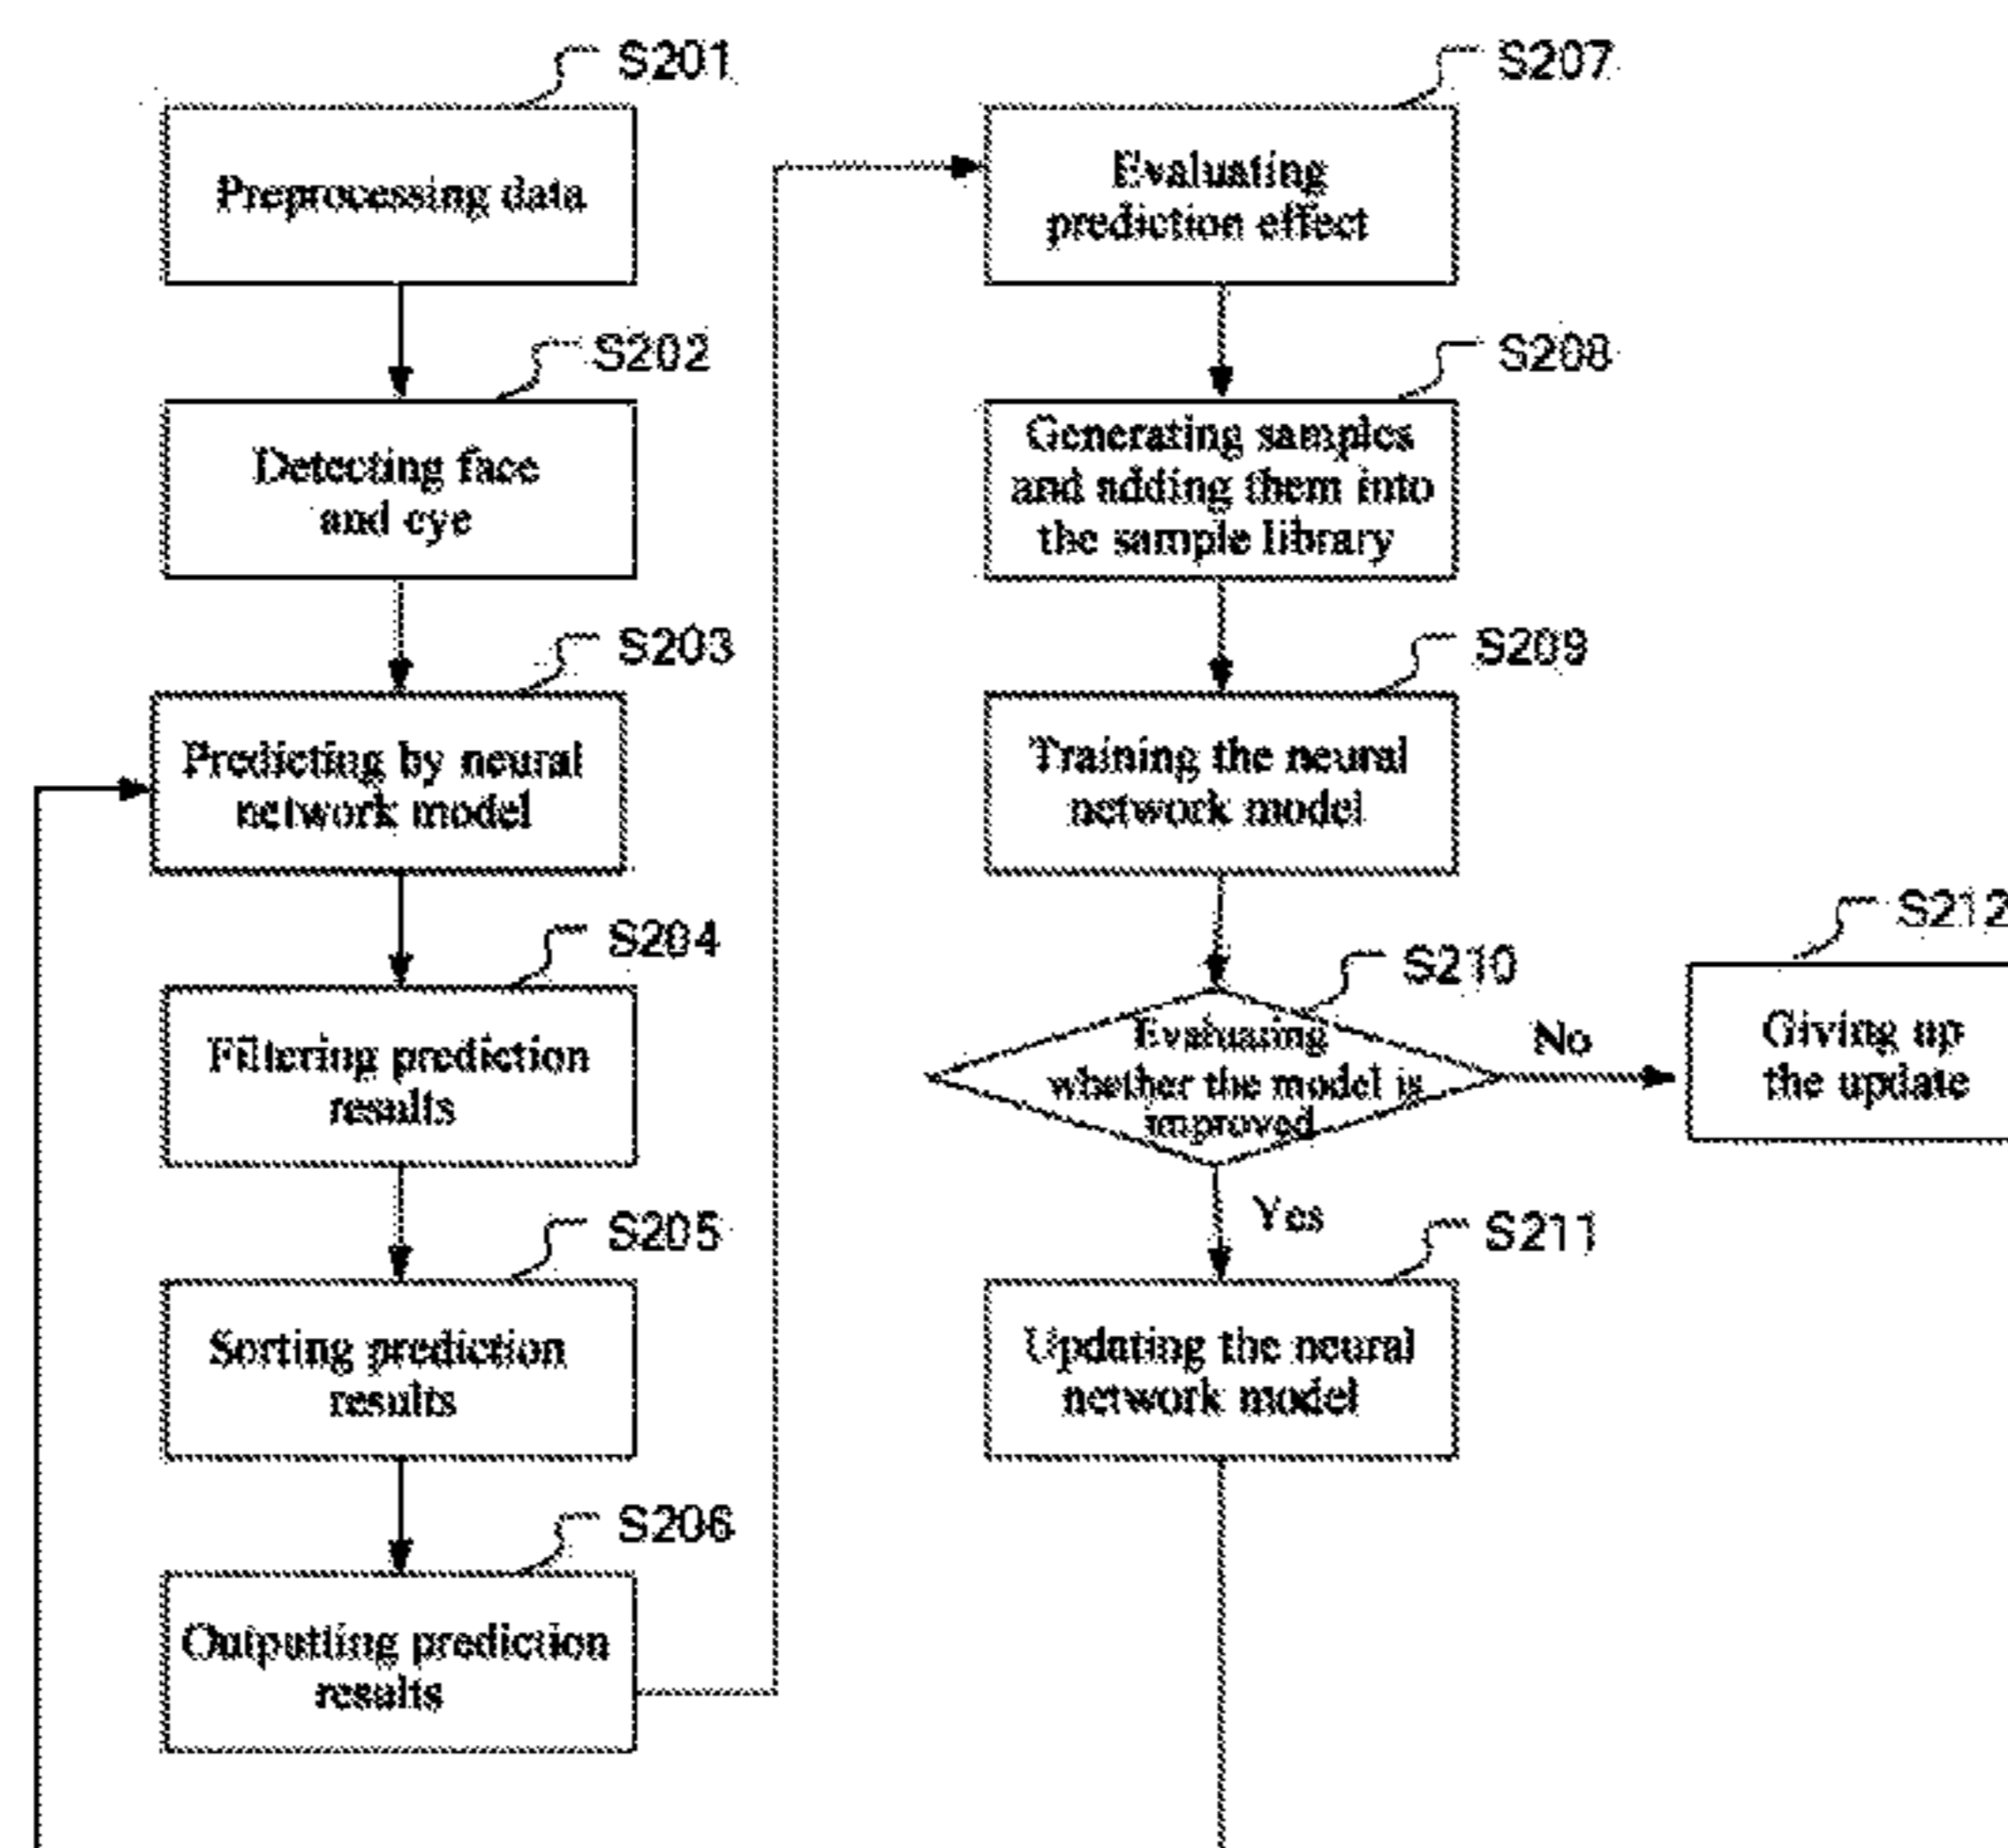 S201
Preprocessing data
S202
Detecting face
and eye
S203
Predicting by neural
network model
S204
Filtering prediction
results
S205
Sorting prediction
results
S206
Outputting prediction
results
S207
Evaluating
prediction effect
S208
Generating samples
and adding them into
the sample library
S209
Training the neural
network model
S210
Evaluating
whether the model is
improved
No
Yes
S211
Updating the neural
network model
S212
Giving up
the update